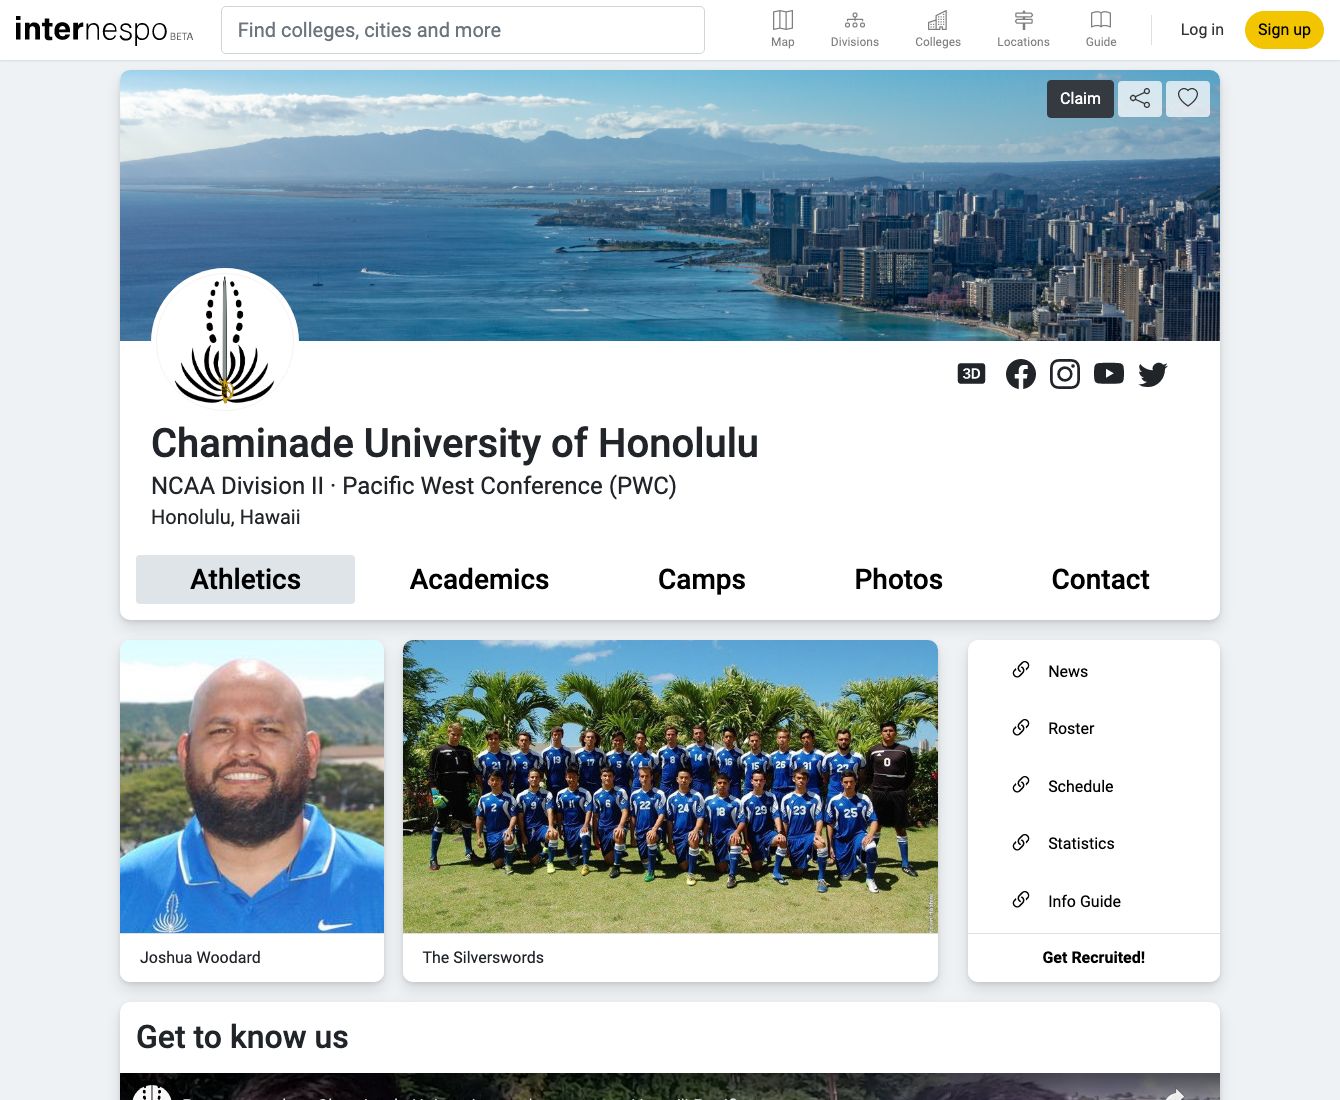 internespo BETA
Find colleges, cities and more
Map
Divisions
Colleges
Locations
Guide
Log in
Sign up
Claim
3D
Chaminade University of Honolulu
NCAA Division II · Pacific West Conference (PWC)
Honolulu, Hawaii
Athletics
Academics
Camps
Photos
Contact
Joshua Woodard
The Silverswords
News
Roster
Schedule
Statistics
Info Guide
Get Recruited!
Get to know us